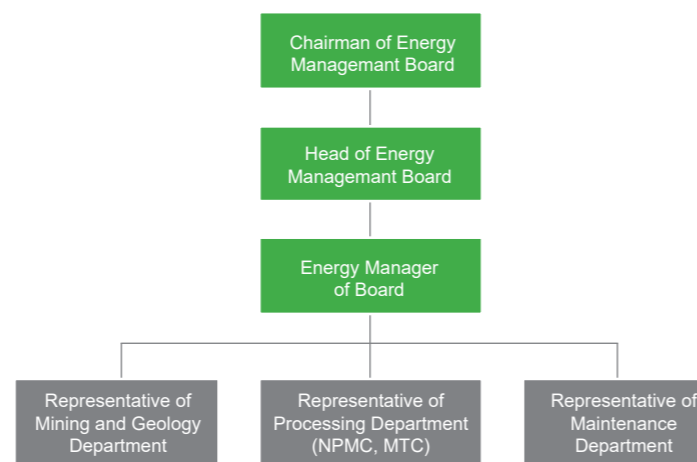 Chairman of Energy
Managemant Board
Head of Energy
Managemant Board
Energy Manager
of Board
Representative of
Mining and Geology
Department
Representative of
Processing Department
(NPMC, MTC)
Representative of
Maintenance
Department